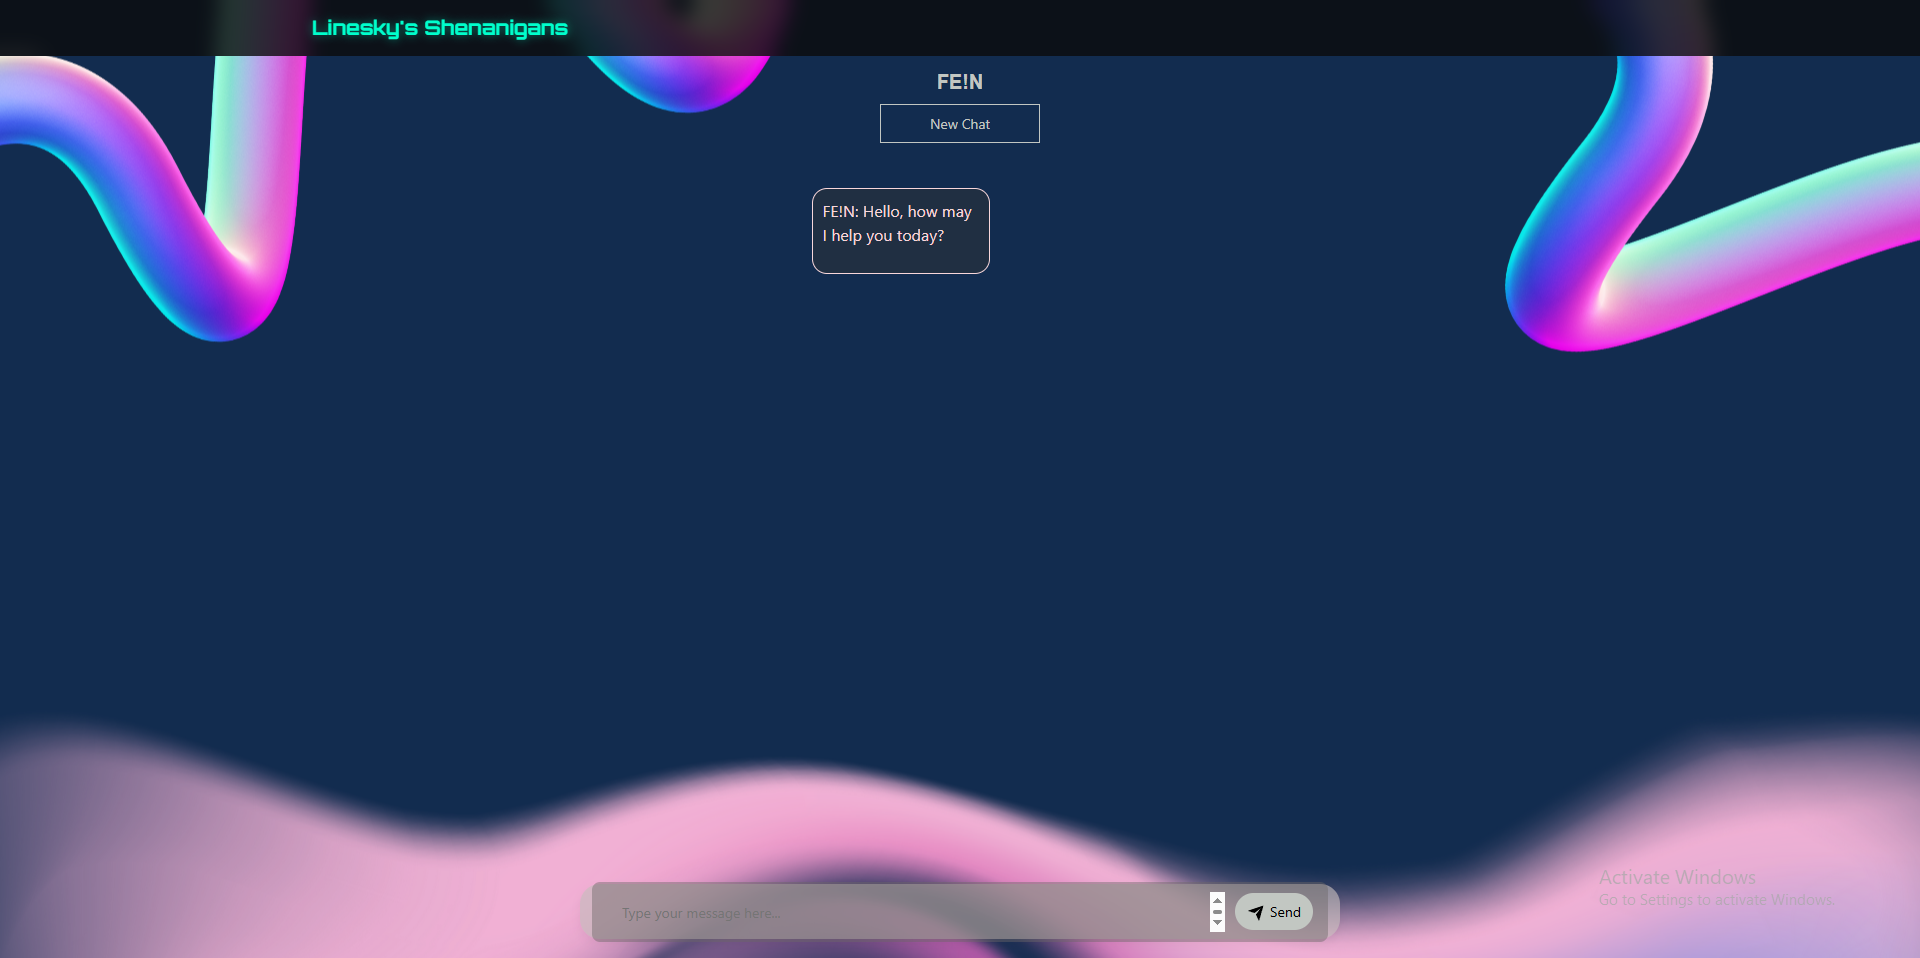 Linesky's Shenanigans
FE!N
New Chat
FE!N: Hello, how may
I help you today?
Activate Windows
Go to Settings to activate Windows.
Type your message here...
Send